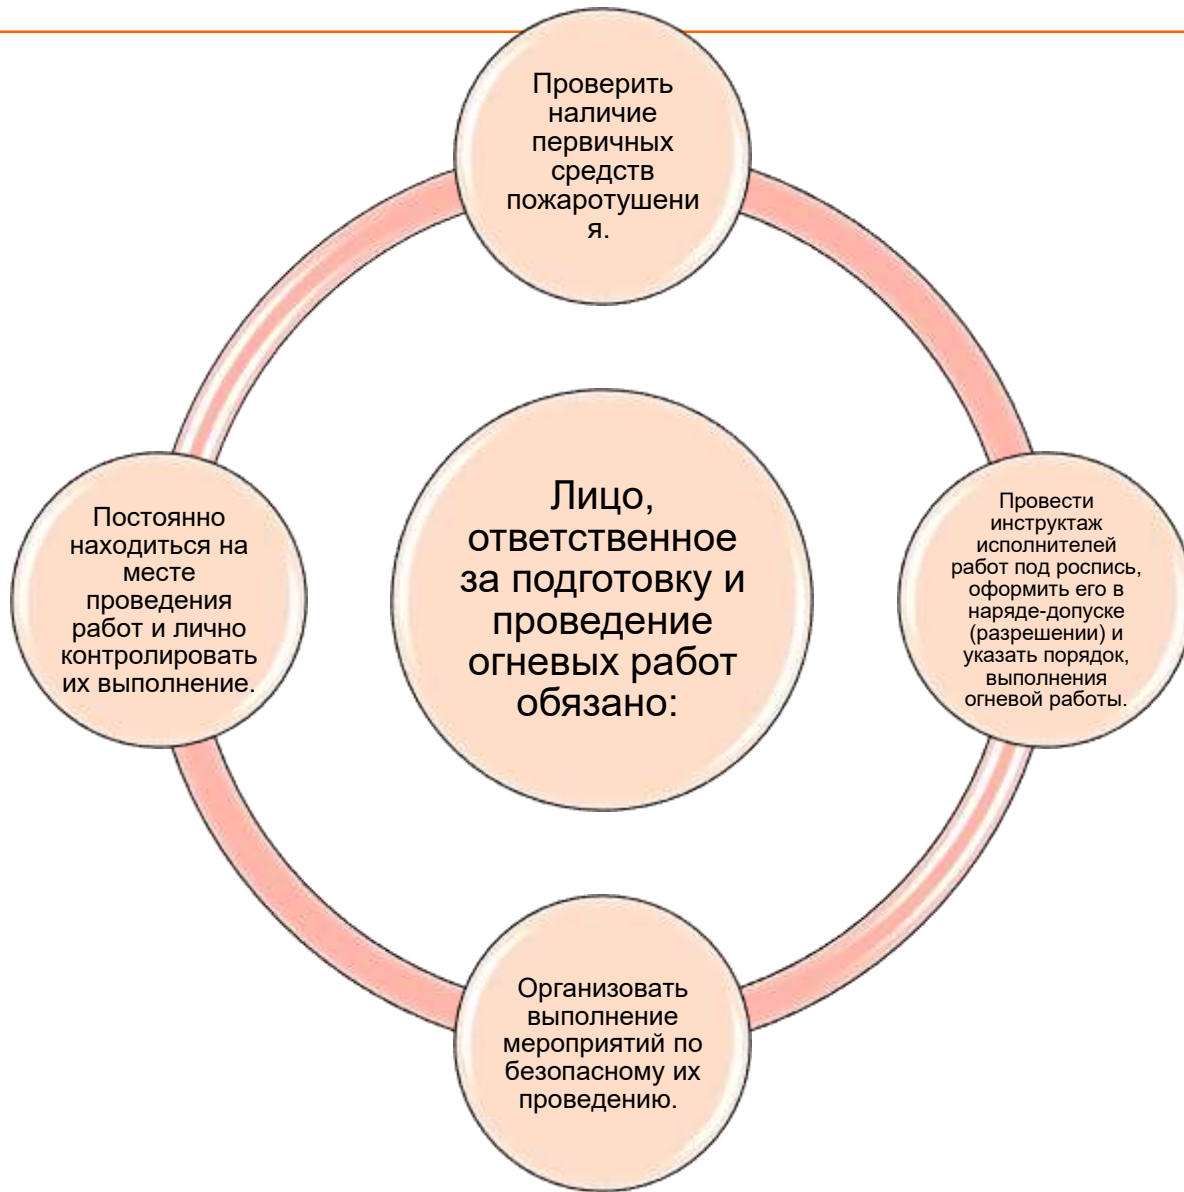 Проверить
наличие
первичных
средств
пожаротушени
я.
Лицо,
ответственное
за подготовку и
проведение
огневых работ
обязано:
Провести
инструктаж
исполнителей
работ под роспись,
оформить его в
наряде-допуске
(разрешении) и
указать порядок,
выполнения
огневой работы.
Организовать
выполнение
мероприятий по
безопасному их
проведению.
Постоянно
находиться на
месте
проведения
работ и лично
контролировать
их выполнение.